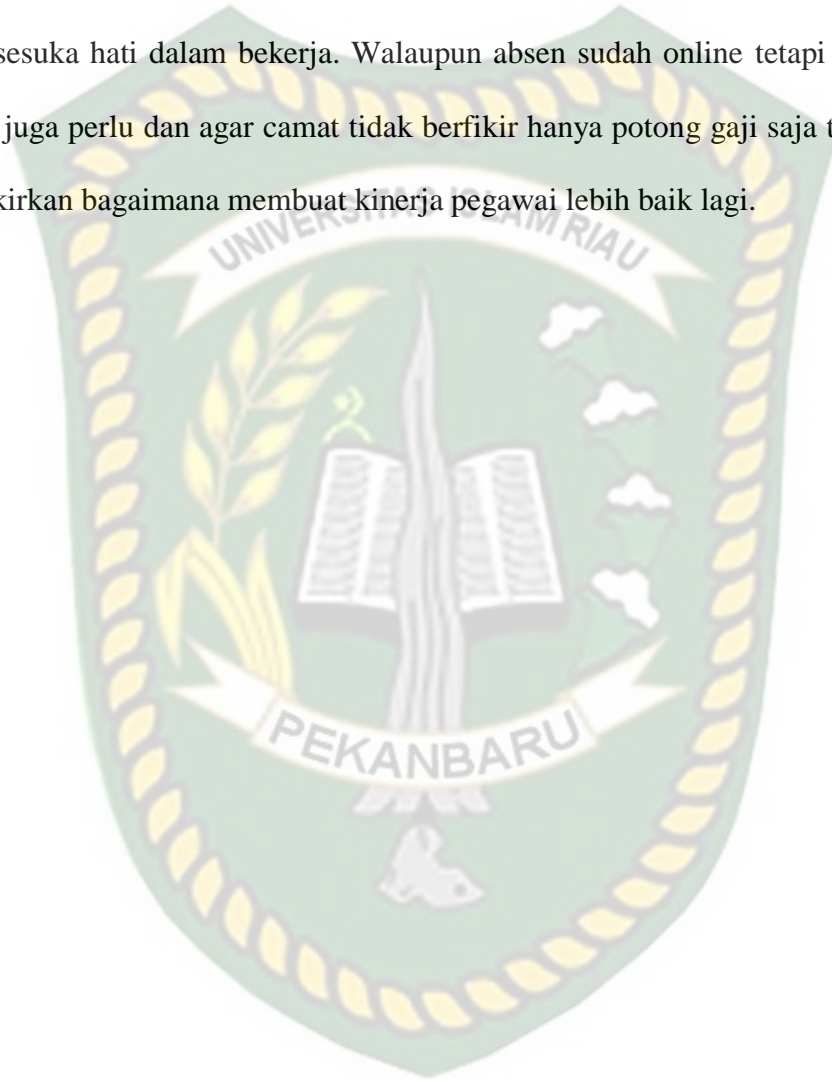 sesuka hati dalam bekerja. Walaupun absen sudah online tetapi
juga perlu dan agar camat tidak berfikir hanya potong gaji saja t
kirkan bagaimana membuat kinerja pegawai lebih baik lagi.
UNIVERSITAS ISLAM RIAU
PEKANBARU